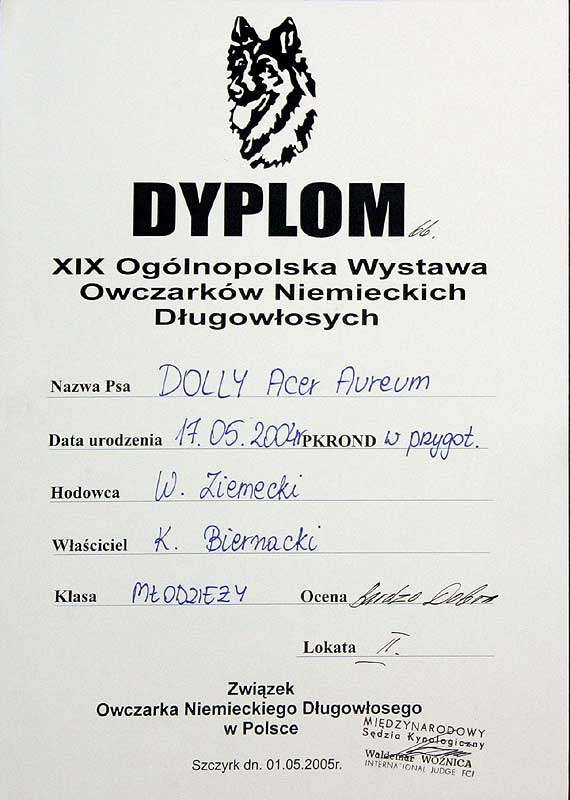 DYPLOM 66.
XIX Ogólnopolska Wystawa
Owczarków Niemieckich
Długowłosych
Nazwa Psa DOLLY Acer Aureum
Data urodzenia 17.05.2004r PKROND w przygot.
Hodowca W. Ziemecki
Właściciel K. Biernacki
Klasa MŁODZIEŻY Ocena Bardzo Dobra
Lokata II.
Związek
Owczarka Niemieckiego Długowłosego
w Polsce
MIĘDZYNARODOWY
Sędzia Kynologiczny
Waldemar WOŹNICA
INTERNATIONAL JUDGE FCI
Szczyrk dn. 01.05.2005r.